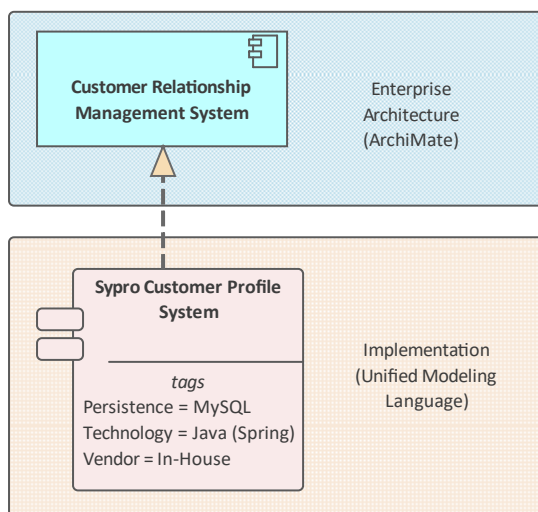 Customer Relationship
Management System
Enterprise
Architecture
(ArchiMate)
Sypro Customer Profile
System
tags
Persistence = MySQL
Technology = Java (Spring)
Vendor = In-House
Implementation
(Unified Modeling
Language)